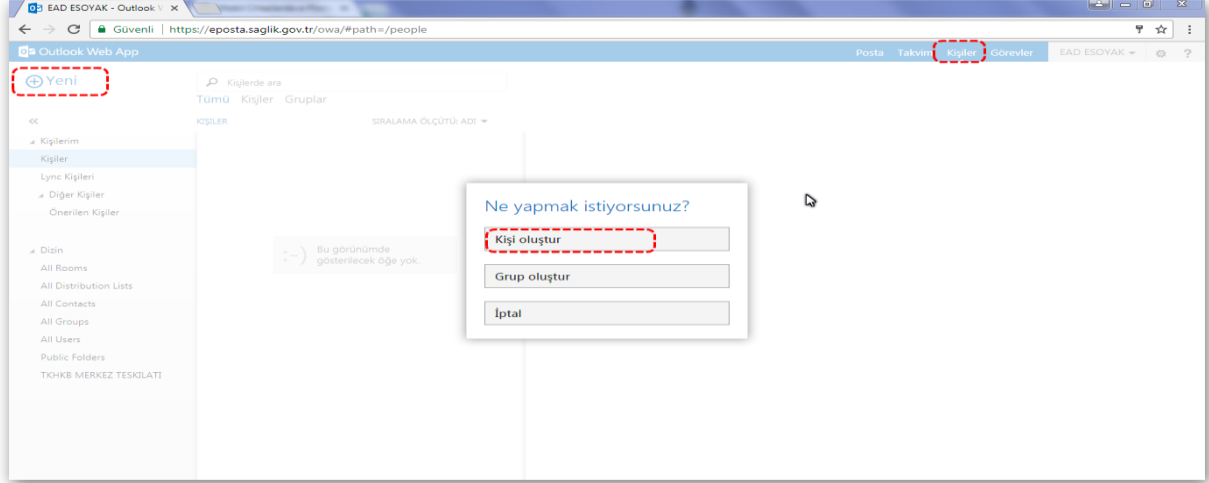 EAD ESOYAK - Outlook
Güvenli | https://eposta.saglik.gov.tr/owa/#path=/people
Outlook Web App
Posta Takvim Kişiler Görevler EAD ESOYAK ?
Yeni
Kişilerde ara
Tümü Kişiler Gruplar
KİŞİLER SIRALAMA ÖLÇÜTÜ: ADI
Kişilerim
Kişiler
Lync Kişileri
Diğer Kişiler
Önerilen Kişiler
Dizin
All Rooms
All Distribution Lists
All Contacts
All Groups
All Users
Public Folders
TKHKB MERKEZ TESKILATI
:-) Bu görünümde
gösterilecek öğe yok.
Ne yapmak istiyorsunuz?
Kişi oluştur
Grup oluştur
İptal